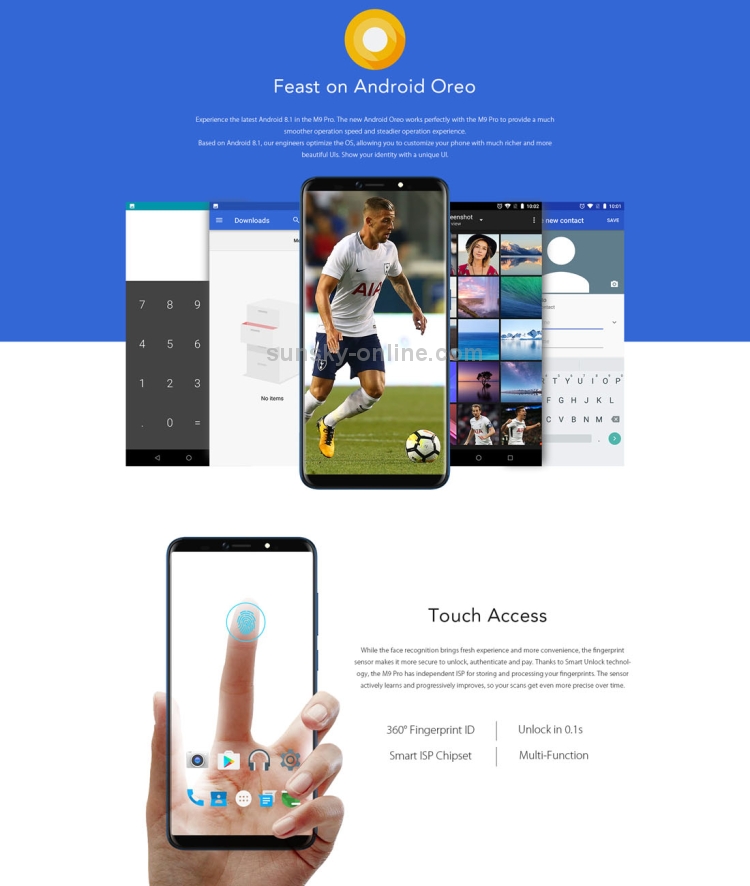 Feast on Android Oreo
Experience the latest Android 8.1 in the M9 Pro. The new Android Oreo works perfectly with the M9 Pro to provide a much
smoother operation speed and steadier operation experience.
Based on Android 8.1, our engineers optimize the OS, allowing you to customize your phone with much richer and more
beautiful UIs. Show your identity with a unique UI.
10:02
10:01
Downloads
eenshot
new contact
SAVE
view
7 8 9
4 5 6
1 2 3
. 0 =
AIA
No items
sunsky-online.com
T Y U I O P
F G H J K L
C V B N M
Touch Access
While the face recognition brings fresh experience and more convenience, the fingerprint
sensor makes it more secure to unlock, authenticate and pay. Thanks to Smart Unlock technol-
ogy, the M9 Pro has independent ISP for storing and processing your fingerprints. The sensor
actively learns and progressively improves, so your scans get even more precise over time.
360° Fingerprint ID
Unlock in 0.1s
Smart ISP Chipset
Multi-Function